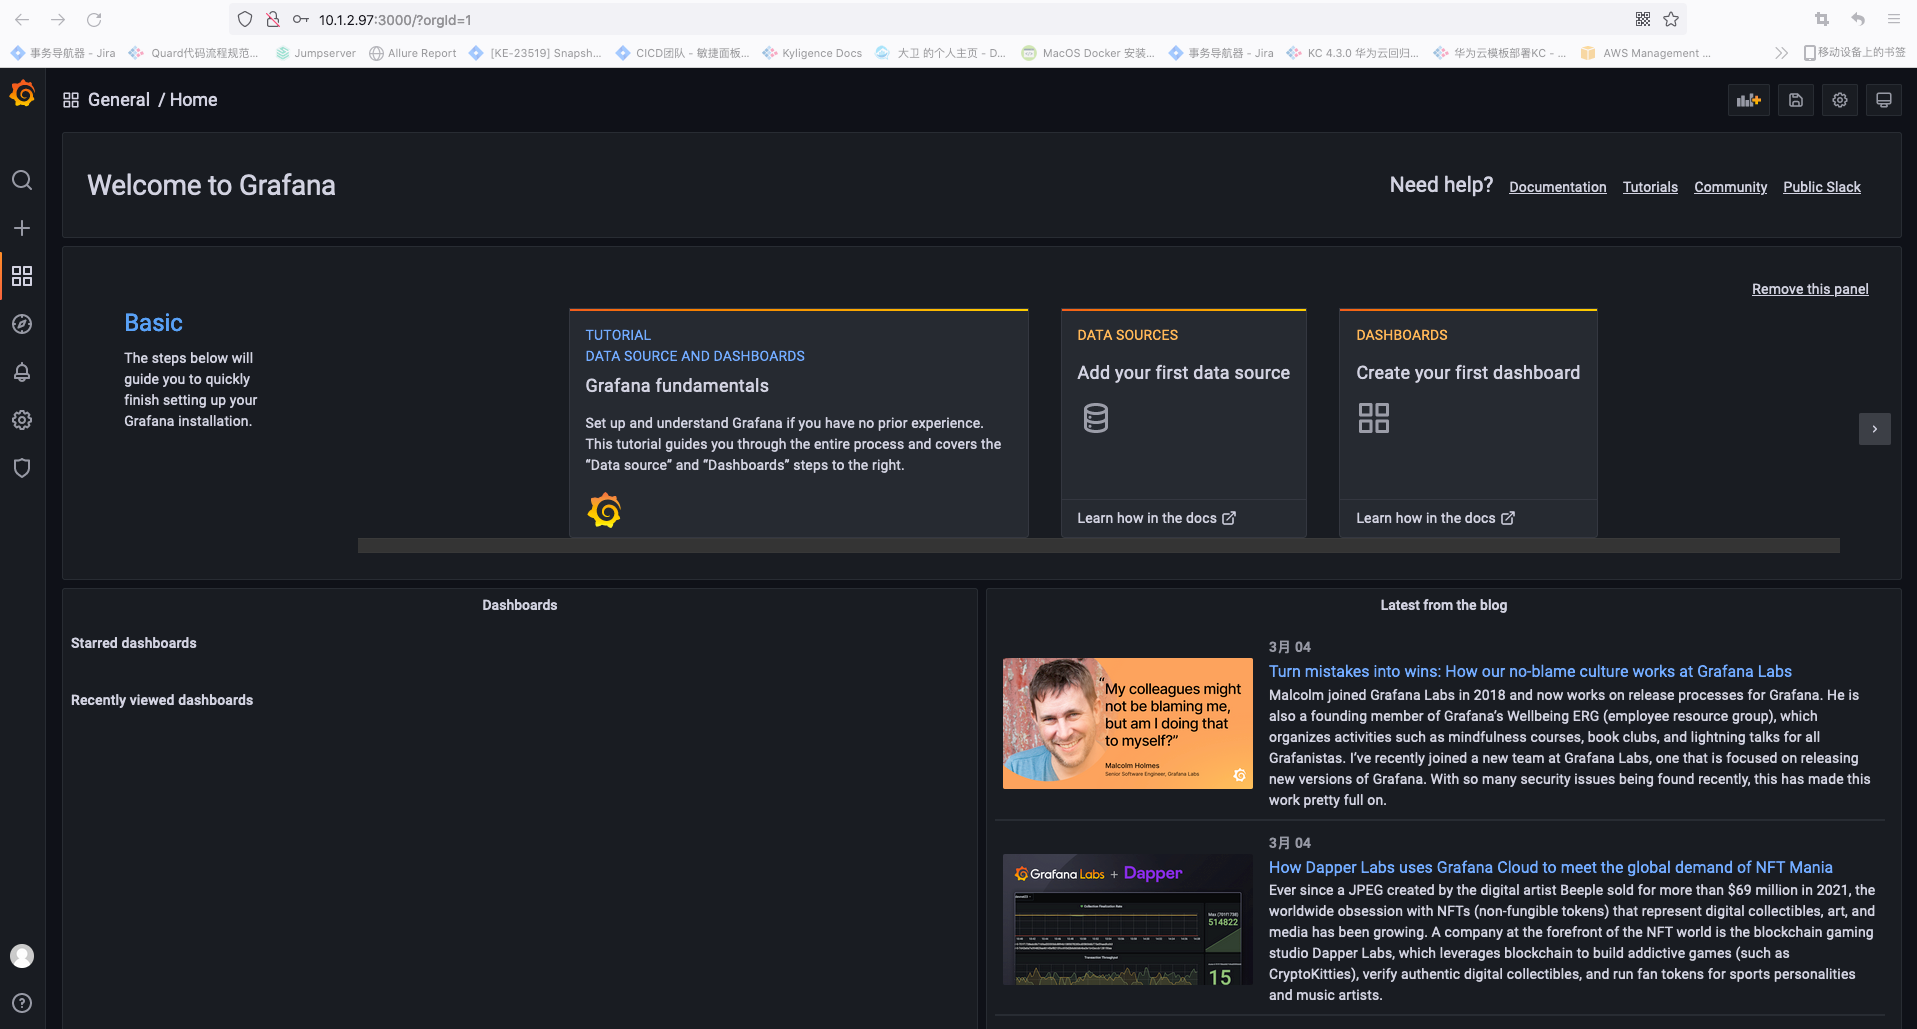 10.1.2.97:3000/?orgId=1
事务导航器 - Jira
Quard代码流程规范...
Jumpserver
Allure Report
[KE-23519] Snapsh...
CICD团队 - 敏捷面板...
Kyligence Docs
大卫 的个人主页 - D...
MacOS Docker 安装...
事务导航器 - Jira
KC 4.3.0 华为云回归...
华为云模板部署KC - ...
AWS Management ...
移动设备上的书签
General / Home
Welcome to Grafana
Need help?
Documentation
Tutorials
Community
Public Slack
Remove this panel
Basic
The steps below will
guide you to quickly
finish setting up your
Grafana installation.
TUTORIAL
DATA SOURCE AND DASHBOARDS
Grafana fundamentals
Set up and understand Grafana if you have no prior experience.
This tutorial guides you through the entire process and covers the
“Data source” and “Dashboards” steps to the right.
DATA SOURCES
Add your first data source
Learn how in the docs
DASHBOARDS
Create your first dashboard
Learn how in the docs
Dashboards
Starred dashboards
Recently viewed dashboards
Latest from the blog
“My colleagues might
not be blaming me,
but am I doing that
to myself?”
Malcolm Holmes
Senior Software Engineer, Grafana Labs
3月 04
Turn mistakes into wins: How our no-blame culture works at Grafana Labs
Malcolm joined Grafana Labs in 2018 and now works on release processes for Grafana. He is
also a founding member of Grafana’s Wellbeing ERG (employee resource group), which
organizes activities such as mindfulness courses, book clubs, and lightning talks for all
Grafanistas. I’ve recently joined a new team at Grafana Labs, one that is focused on releasing
new versions of Grafana. With so many security issues being found recently, this has made this
work pretty full on.
Grafana Labs + Dapper
514822
Transaction Throughput
15
3月 04
How Dapper Labs uses Grafana Cloud to meet the global demand of NFT Mania
Ever since a JPEG created by the digital artist Beeple sold for more than $69 million in 2021, the
worldwide obsession with NFTs (non-fungible tokens) that represent digital collectibles, art, and
media has been growing. A company at the forefront of the NFT world is the blockchain gaming
studio Dapper Labs, which leverages blockchain to build addictive games (such as
CryptoKitties), verify authentic digital collectibles, and run fan tokens for sports personalities
and music artists.